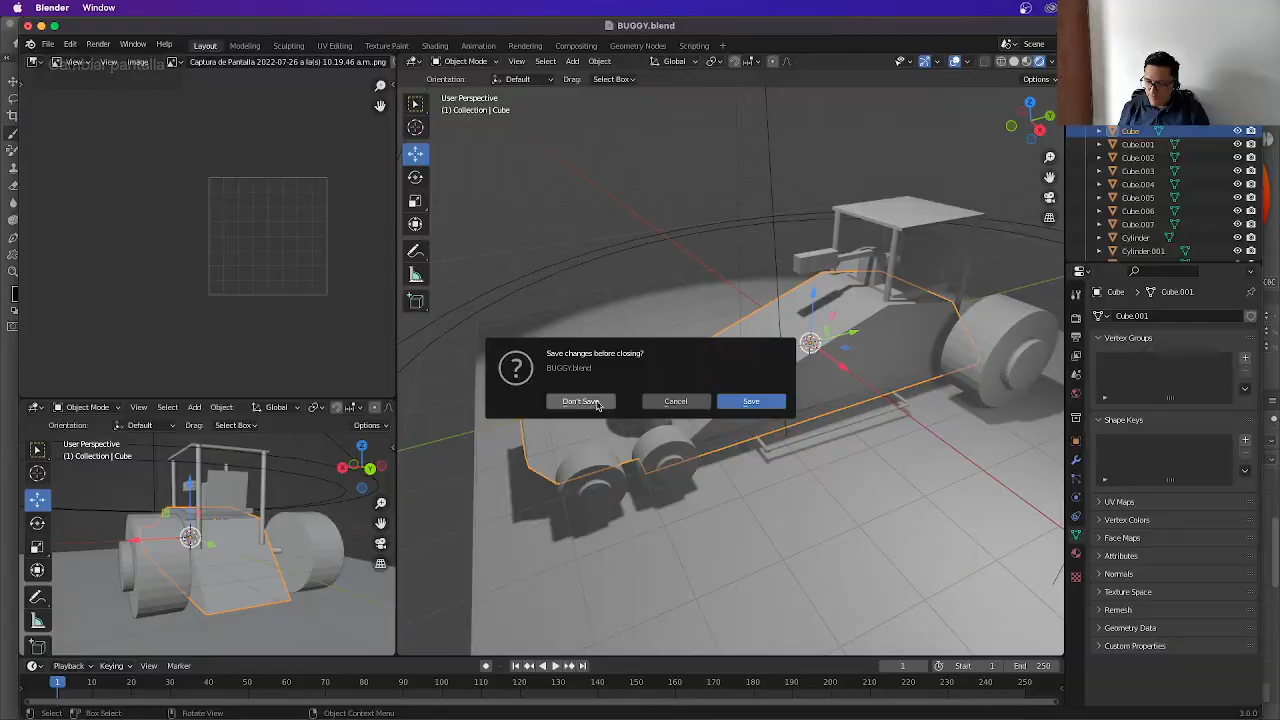 Blender Window
BUGGY.blend
File Edit Render Window Help Layout Modeling Sculpting UV Editing Texture Paint Shading Animation Rendering Compositing Geometry Nodes Scripting + Scene
View View Image Captura de Pantalla 2022-07-26 a la(s) 10.19.46 a.m..png
Cambiar pantalla
Object Mode View Select Add Object Global
Orientation: Default Drag: Select Box Options
User Perspective
(1) Collection | Cube
Z
Y
X
Cube
Cube.001
Cube.002
Cube.003
Cube.004
Cube.005
Cube.006
Cube.007
Cylinder
Cylinder.001
Cube Cube.001
Cube.001
Vertex Groups
Shape Keys
UV Maps
Vertex Colors
Face Maps
Attributes
Normals
Texture Space
Remesh
Geometry Data
Custom Properties
Save changes before closing?
BUGGY.blend
Don't Save Cancel Save
Object Mode Global
Orientation: Default Drag: Select Box Options
User Perspective
(1) Collection | Cube
Z
X
Y
Playback Keying View Marker 1 Start 1 End 250
1 10 20 30 40 50 60 70 80 90 100 110 120 130 140 150 160 170 180 190 200 210 220 230 240 250
Select Box Select Rotate View Object Context Menu 3.0.0